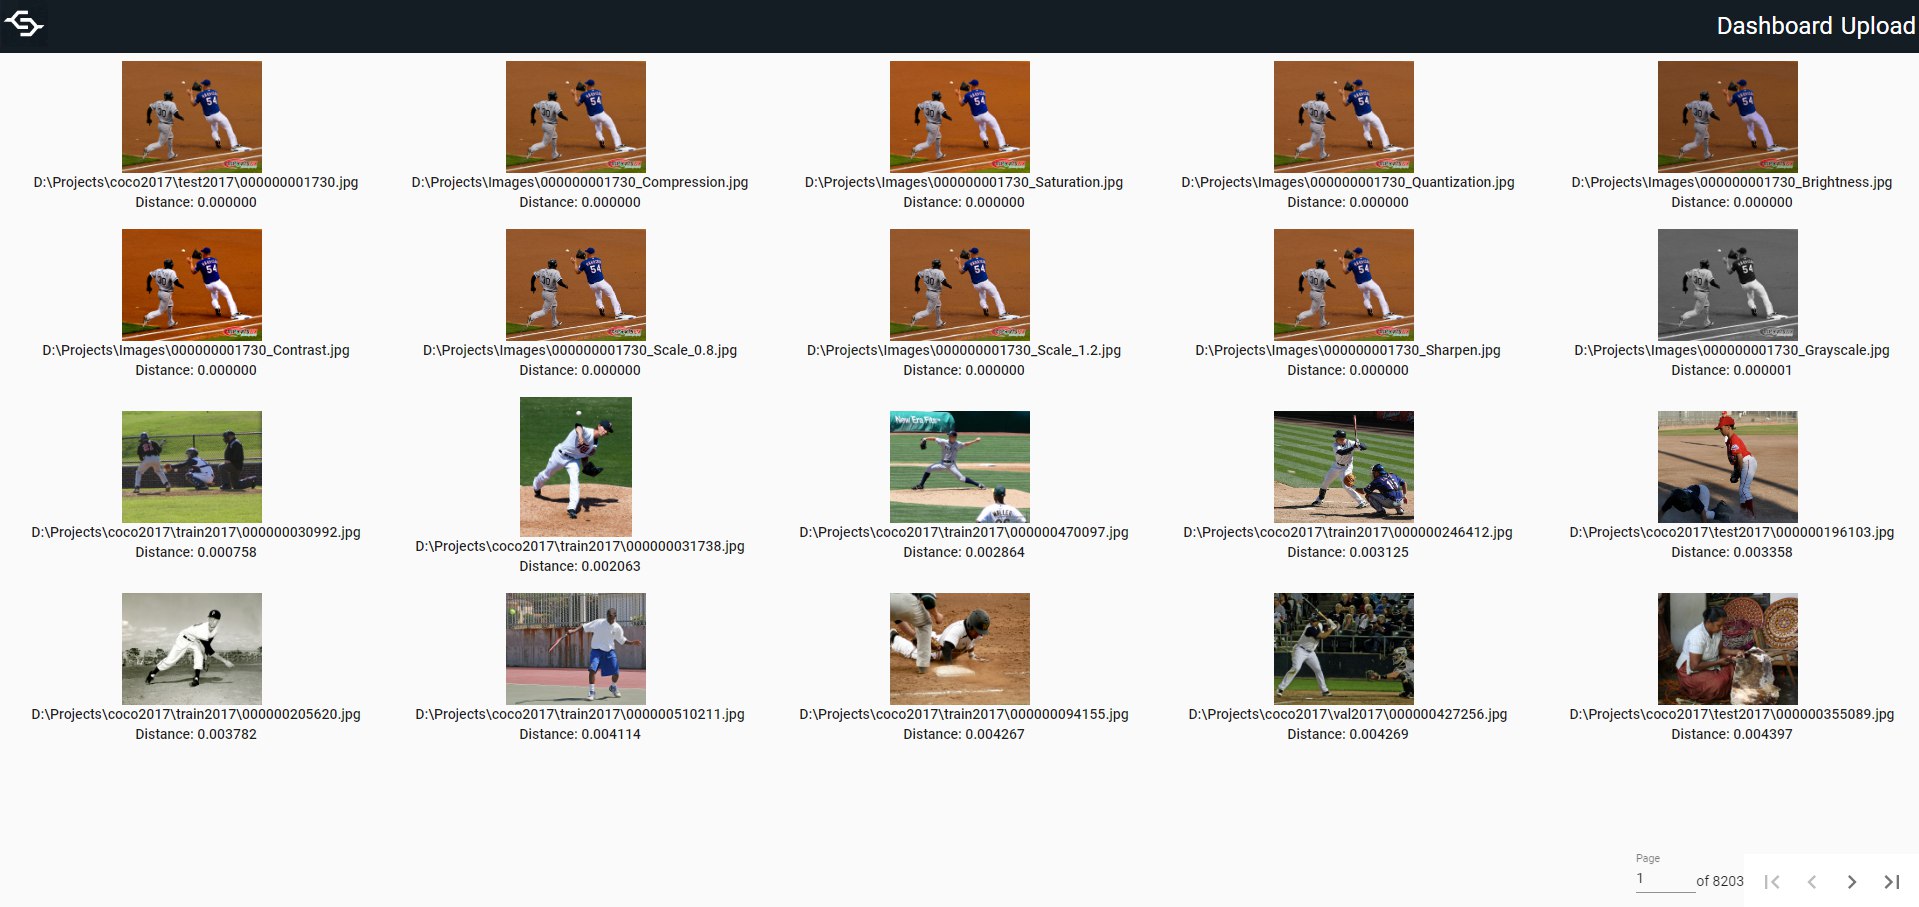 Dashboard Upload
D:\Projects\coco2017\test2017\000000001730.jpg
Distance: 0.000000
D:\Projects\Images\000000001730_Compression.jpg
Distance: 0.000000
D:\Projects\Images\000000001730_Saturation.jpg
Distance: 0.000000
D:\Projects\Images\000000001730_Quantization.jpg
Distance: 0.000000
D:\Projects\Images\000000001730_Brightness.jpg
Distance: 0.000000
D:\Projects\Images\000000001730_Contrast.jpg
Distance: 0.000000
D:\Projects\Images\000000001730_Scale_0.8.jpg
Distance: 0.000000
D:\Projects\Images\000000001730_Scale_1.2.jpg
Distance: 0.000000
D:\Projects\Images\000000001730_Sharpen.jpg
Distance: 0.000000
D:\Projects\Images\000000001730_Grayscale.jpg
Distance: 0.000001
D:\Projects\coco2017\train2017\000000030992.jpg
Distance: 0.000758
D:\Projects\coco2017\train2017\000000031738.jpg
Distance: 0.002063
D:\Projects\coco2017\train2017\000000470097.jpg
Distance: 0.002864
D:\Projects\coco2017\train2017\000000246412.jpg
Distance: 0.003125
D:\Projects\coco2017\test2017\000000196103.jpg
Distance: 0.003358
D:\Projects\coco2017\train2017\000000205620.jpg
Distance: 0.003782
D:\Projects\coco2017\train2017\000000510211.jpg
Distance: 0.004114
D:\Projects\coco2017\train2017\000000094155.jpg
Distance: 0.004267
D:\Projects\coco2017\val2017\000000427256.jpg
Distance: 0.004269
D:\Projects\coco2017\test2017\000000355089.jpg
Distance: 0.004397
Page
1 of 8203